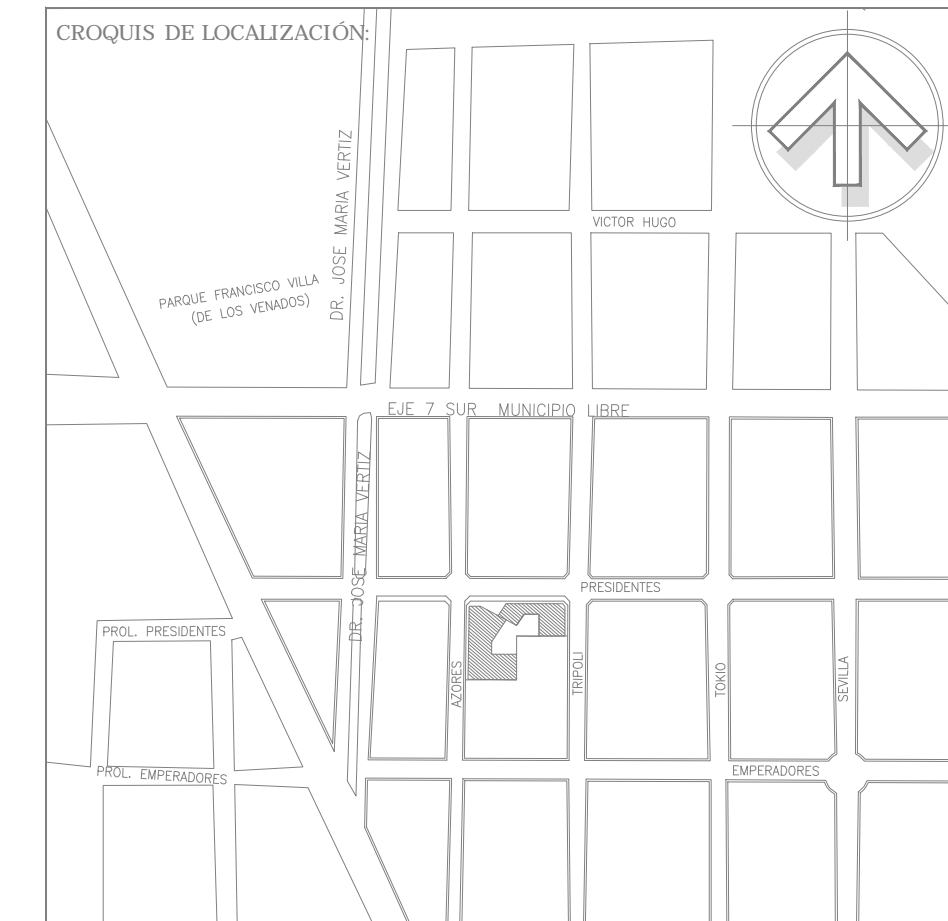 CROQUIS DE LOCALIZACIÓN:
DR. JOSE MARIA VERTIZ
VICTOR HUGO
PARQUE FRANCISCO VILLA
(DE LOS VENADOS)
EJE 7 SUR MUNICIPIO LIBRE
DR. JOSE MARIA VERTIZ
PRESIDENTES
PROL. PRESIDENTES
AZORES
TRIPOLI
TOKIO
SEVILLA
PROL. EMPERADORES
EMPERADORES